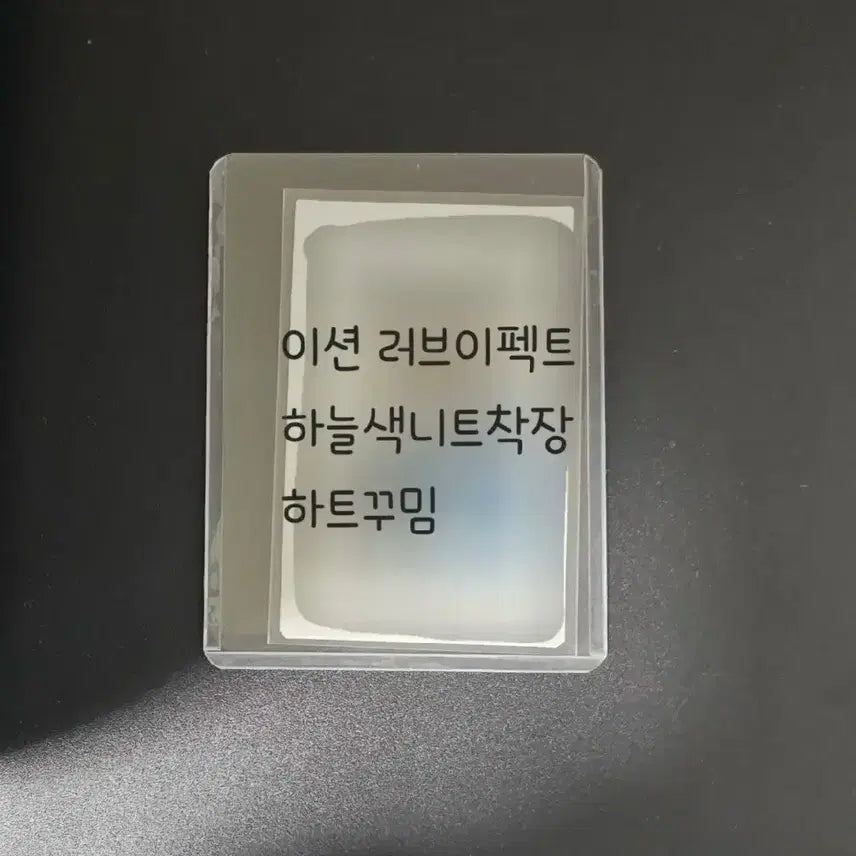 이션 러브이펙트
하늘색니트착장
하트꾸밈